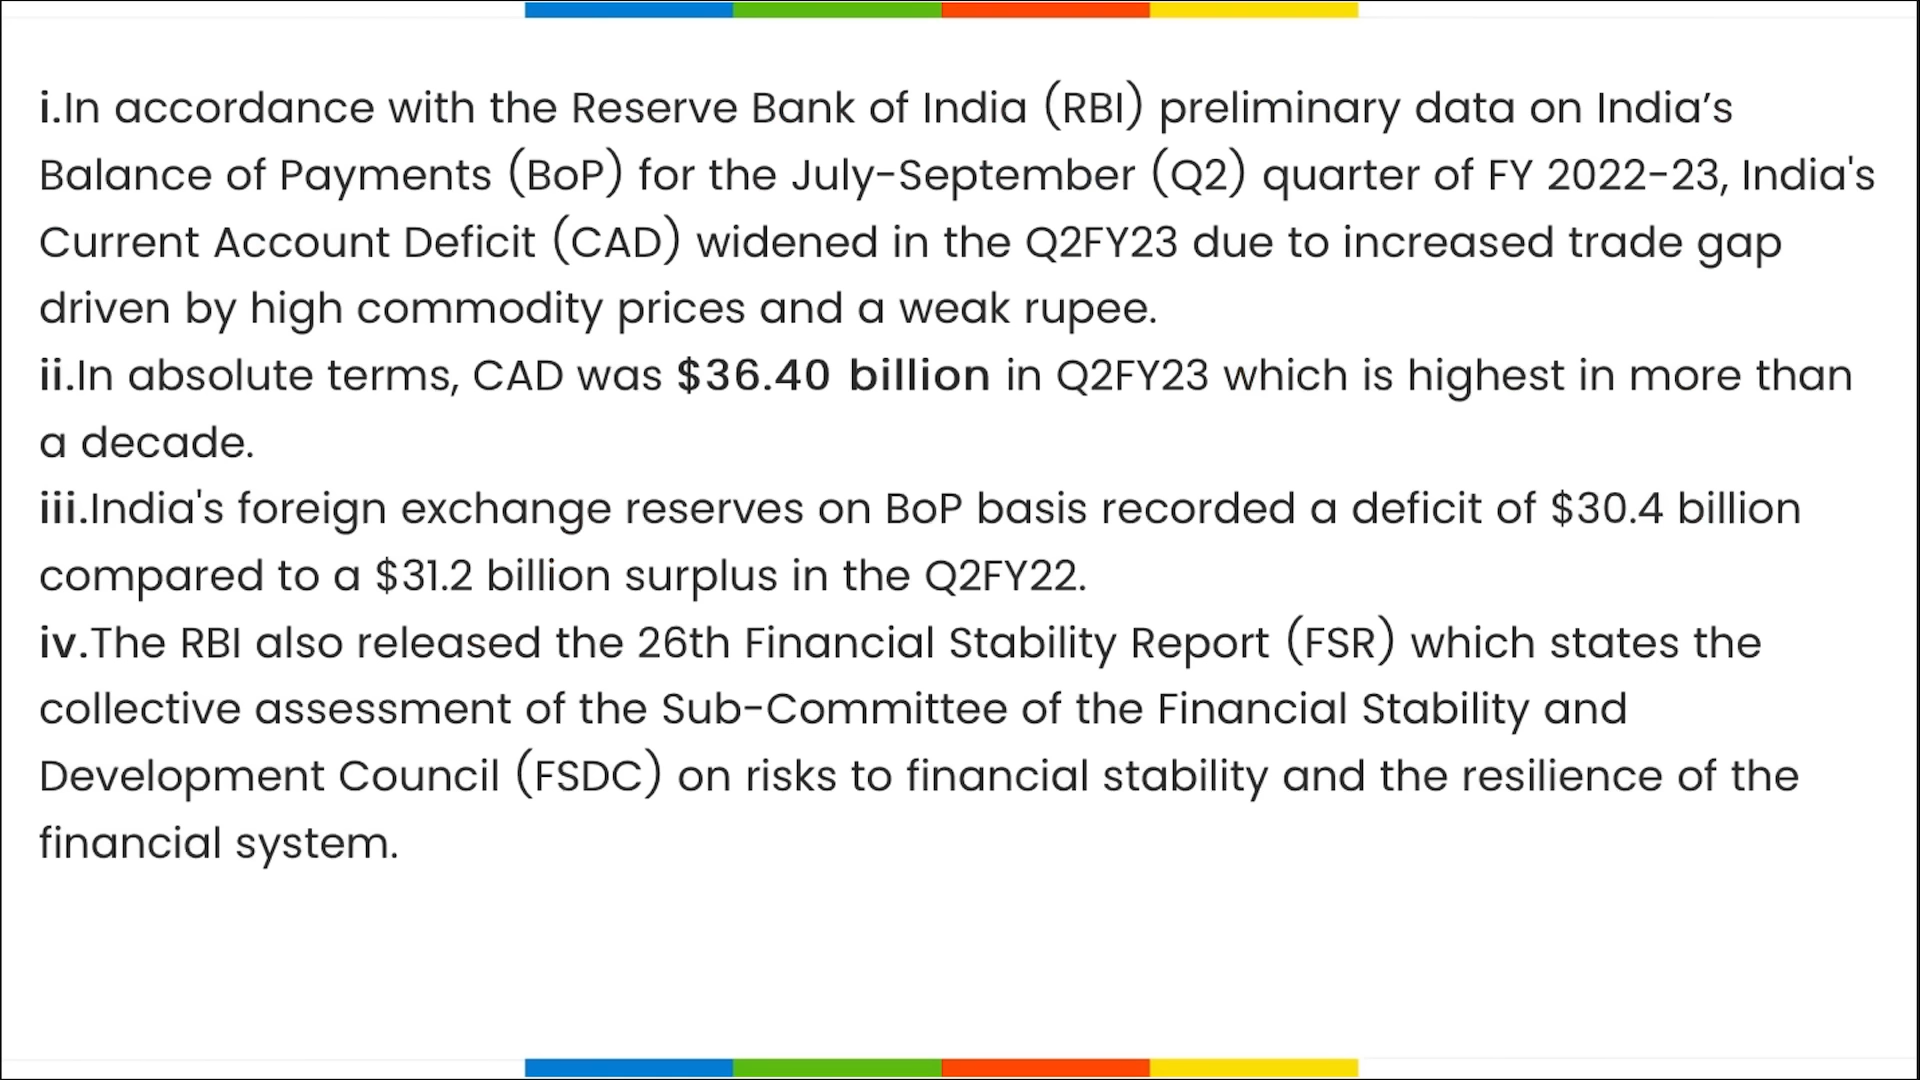 i.In accordance with the Reserve Bank of India (RBI) preliminary data on India’s
Balance of Payments (BoP) for the July-September (Q2) quarter of FY 2022-23, India's
Current Account Deficit (CAD) widened in the Q2FY23 due to increased trade gap
driven by high commodity prices and a weak rupee.
ii.In absolute terms, CAD was $36.40 billion in Q2FY23 which is highest in more than
a decade.
iii.India's foreign exchange reserves on BoP basis recorded a deficit of $30.4 billion
compared to a $31.2 billion surplus in the Q2FY22.
iv.The RBI also released the 26th Financial Stability Report (FSR) which states the
collective assessment of the Sub-Committee of the Financial Stability and
Development Council (FSDC) on risks to financial stability and the resilience of the
financial system.